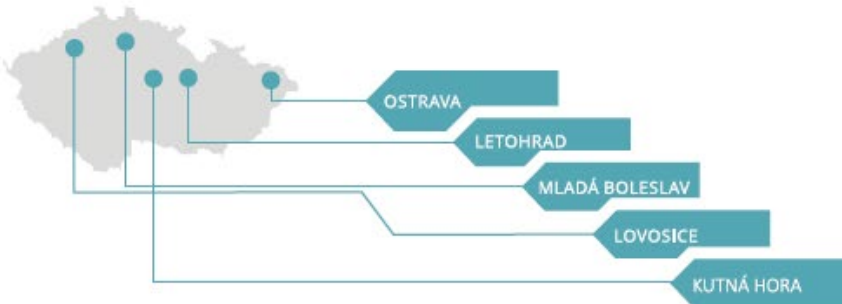 OSTRAVA
LETOHRAD
MLADÁ BOLESLAV
LOVOSICE
KUTNÁ HORA